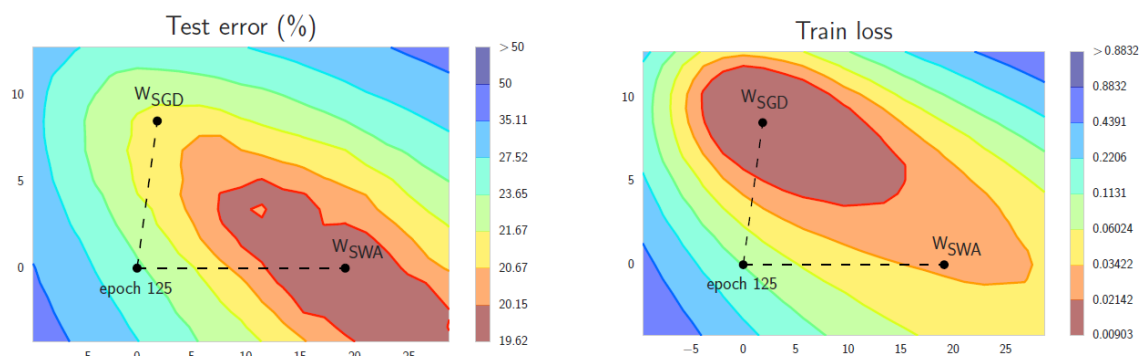 Test error (%)
10
5
0
W_SGD
W_SWA
epoch 125
0 5 10 15 20 25
> 50
50
35.11
27.52
23.65
21.67
20.67
20.15
19.62
Train loss
10
5
0
W_SGD
W_SWA
epoch 125
−5 0 5 10 15 20 25
> 0.8832
0.8832
0.4391
0.2206
0.1131
0.06024
0.03422
0.02142
0.00903